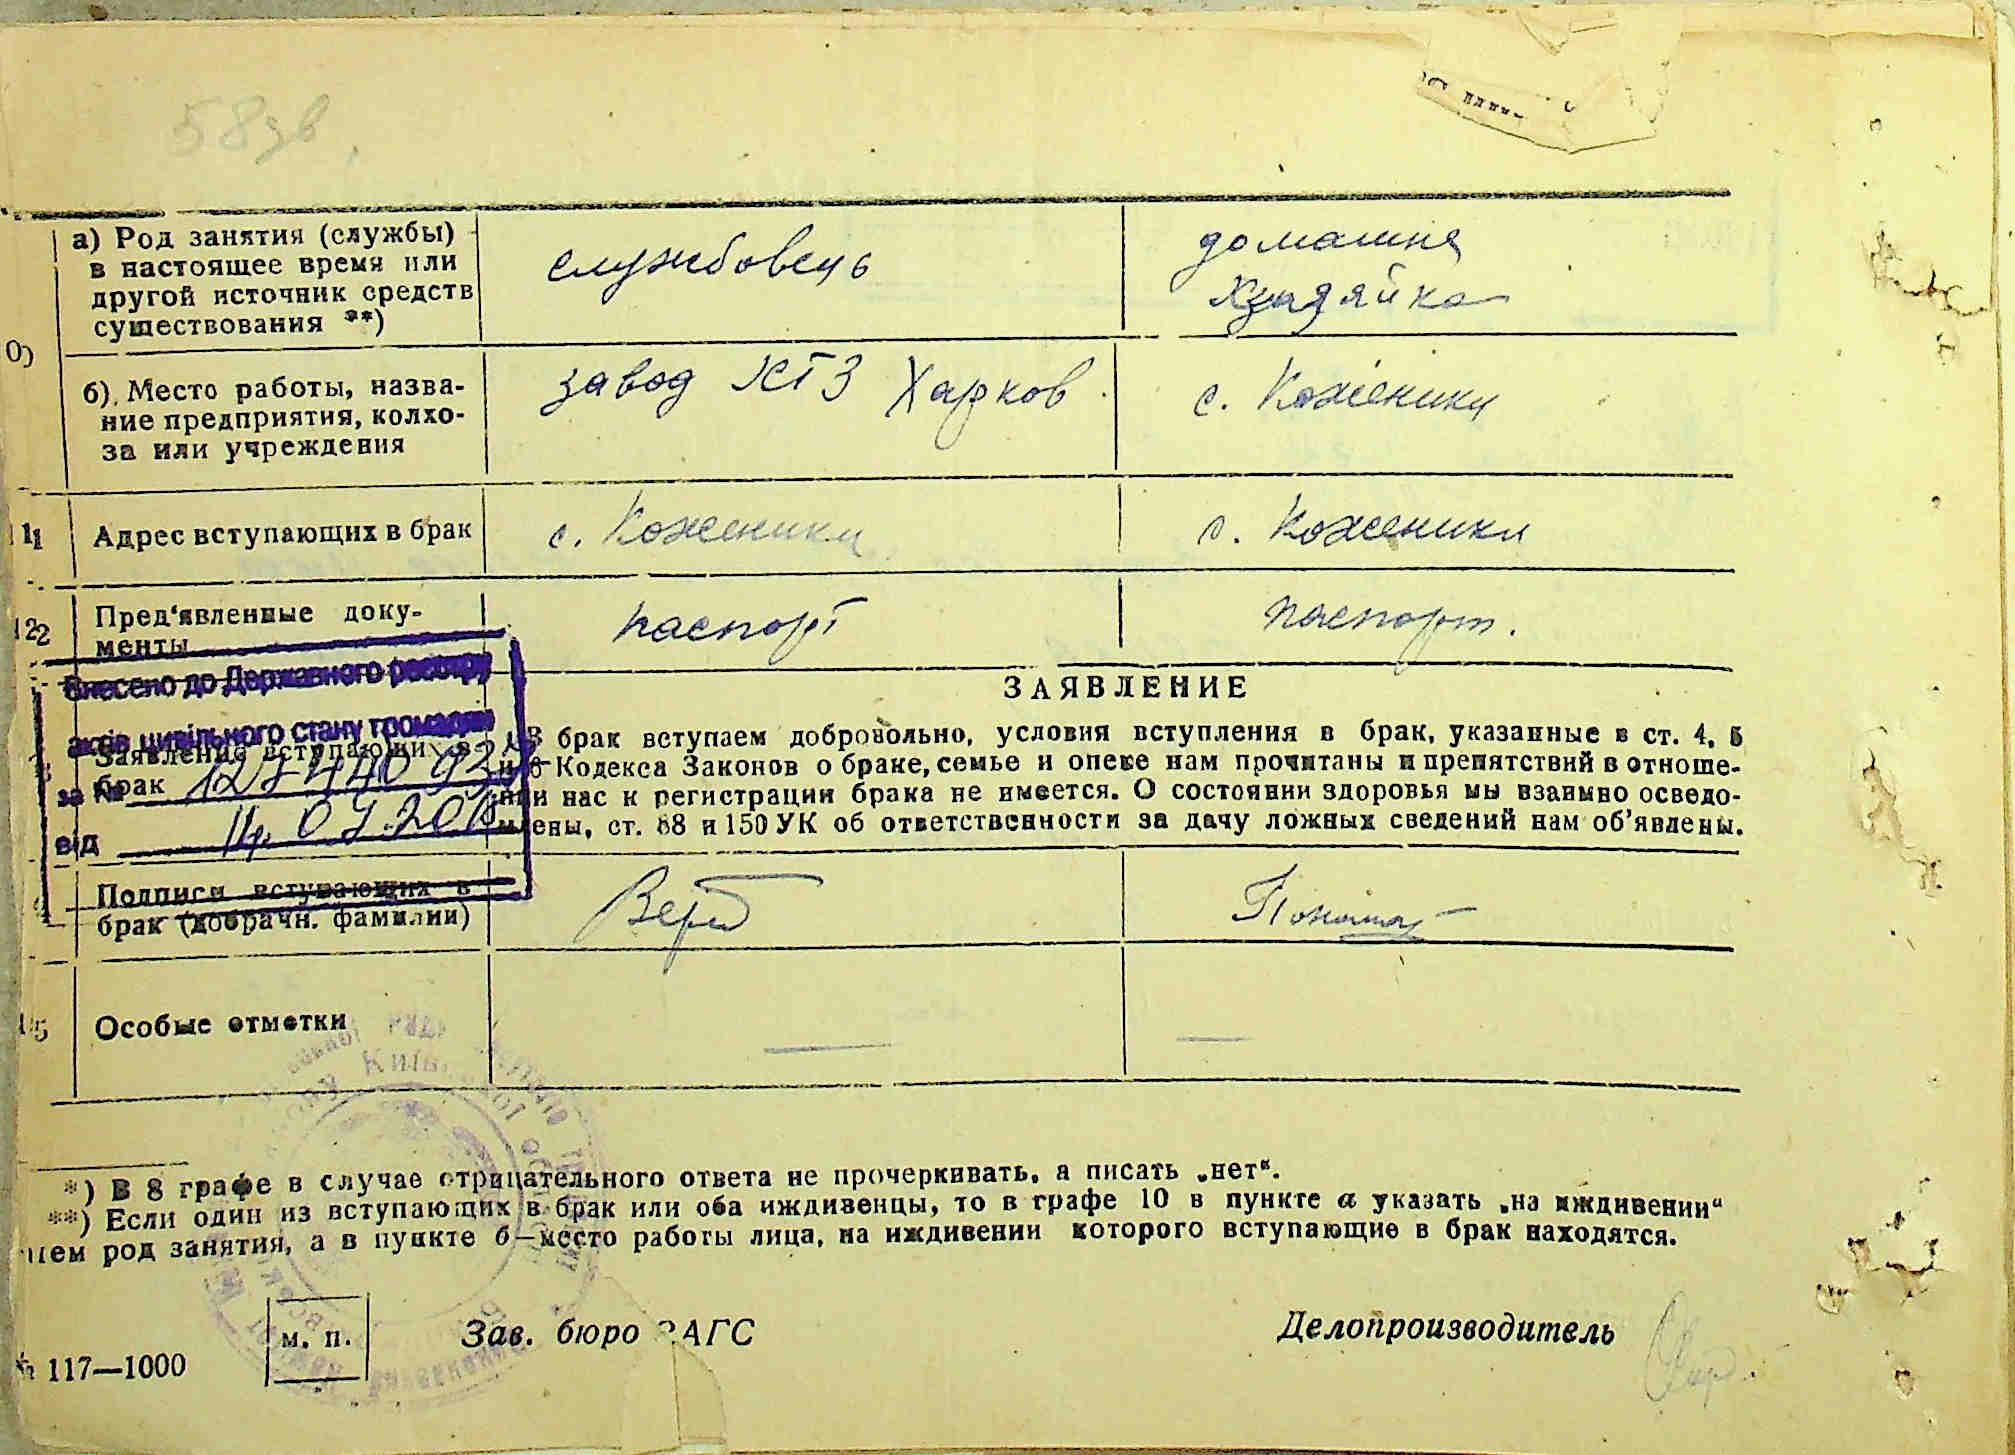 58зв
а) Род занятия (службы)
в настоящее время или
другой источник средств
существования **)
службовець
домашня
хазяйка
б). Место работы, назва-
ние предприятия, колхо-
за или учреждения
завод ХТЗ Харков
с. Коженики
11 Адрес вступающих в брак
с. Коженики
с. Коженики
Пред'явленные доку-
менты
паспорт
паспорт.
Внесено до Державного реєстру
актів цивільного стану громадян
за №
від
Заявление вступающих в
брак
ЗАЯВЛЕНИЕ
В брак вступаем добровольно, условия вступления в брак, указанные в ст. 4, 5
и 6 Кодекса Законов о браке, семье и опеке нам прочитаны и препятствий в отноше-
нии нас к регистрации брака не имеется. О состоянии здоровья мы взаимно осведо-
млены, ст. 88 и 150 УК об ответственности за дачу ложных сведений нам об'явлены.
Подписи вступающих в
брак (добрачн. фамилии)
15 Особые отметки
*) В 8 графе в случае отрицательного ответа не прочеркивать, а писать „нет“.
**) Если один из вступающих в брак или оба иждивенцы, то в графе 10 в пункте а указать „на иждивении“
чием род занятия, а в пункте б—место работы лица, на иждивении которого вступающие в брак находятся.
м. п.
Зав. бюро ЗАГС
Делопроизводитель
117—1000